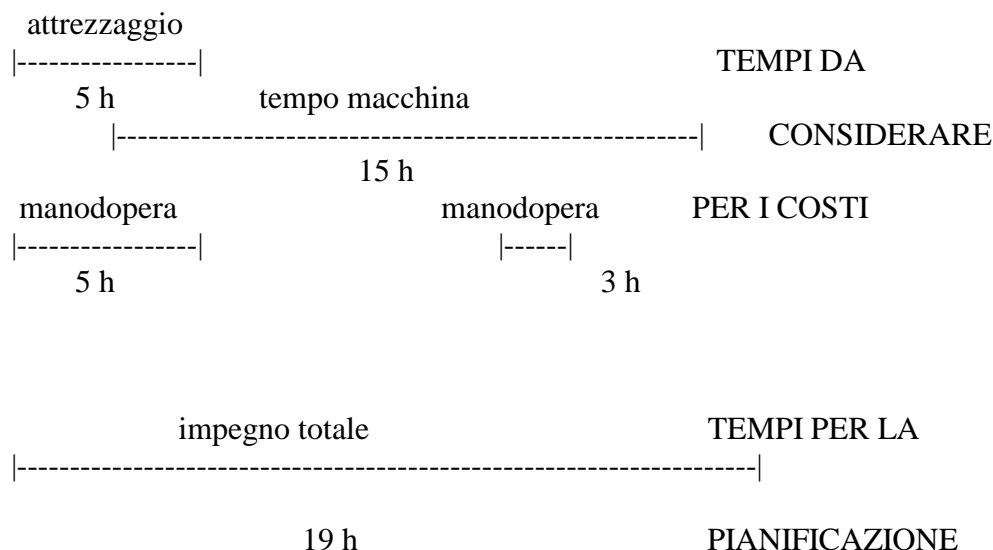 attrezzaggio
|-----------------| TEMPI DA
5 h tempo macchina
|-------------------------------------------------------| CONSIDERARE
15 h
manodopera manodopera PER I COSTI
|-----------------| |------|
5 h 3 h
impegno totale TEMPI PER LA
|----------------------------------------------------------------------|
19 h PIANIFICAZIONE